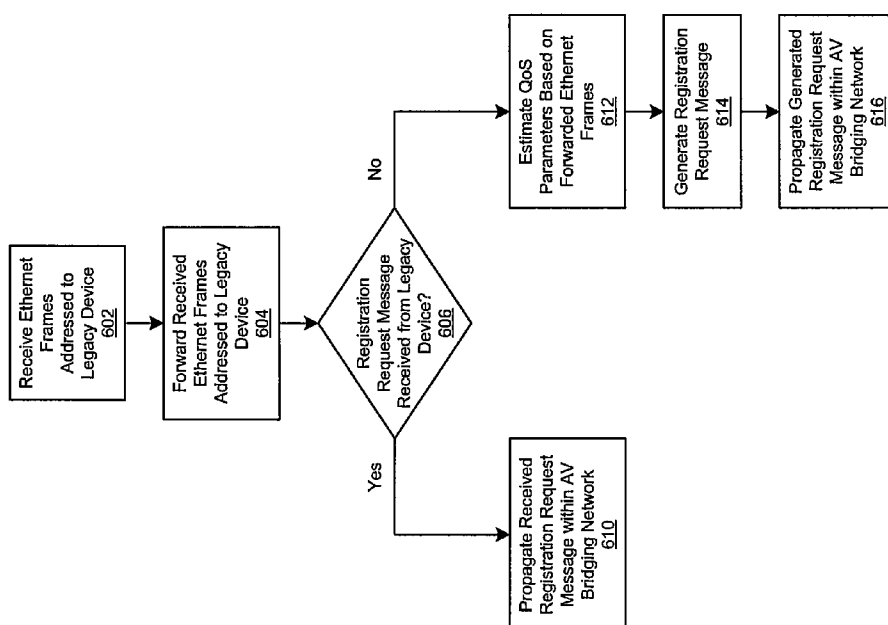 Receive Ethernet
Frames
Addressed to
Legacy Device
602
Forward Received
Ethernet Frames
Addressed to Legacy
Device
604
Registration
Request Message
Received from Legacy
Device?
606
Yes
No
Propagate Received
Registration Request
Message within AV
Bridging Network
610
Estimate QoS
Parameters Based on
Forwarded Ethernet
Frames
612
Generate Registration
Request Message
614
Propagate Generated
Registration Request
Message within AV
Bridging Network
616